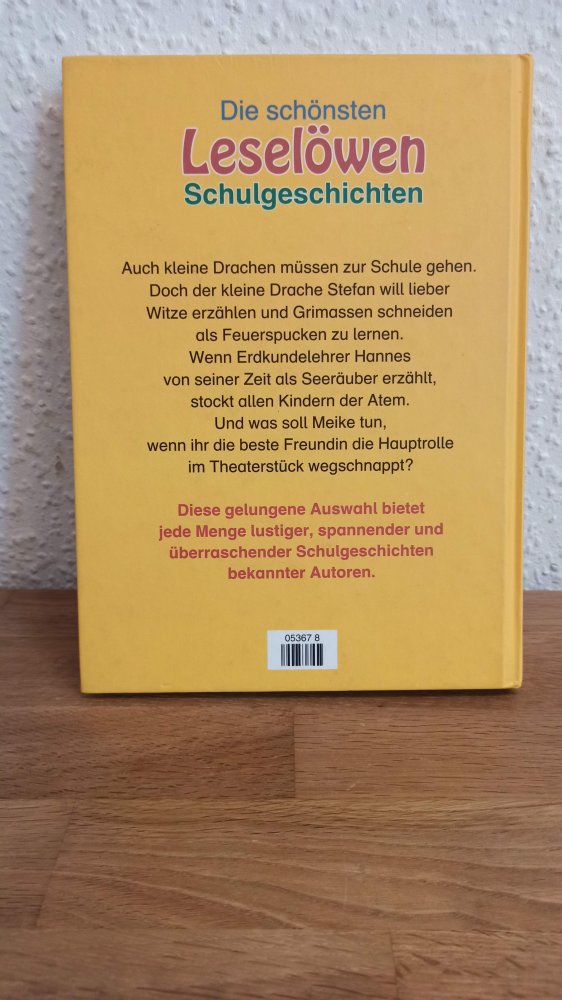 Die schönsten
Leselöwen
Schulgeschichten
Auch kleine Drachen müssen zur Schule gehen.
Doch der kleine Drache Stefan will lieber
Witze erzählen und Grimassen schneiden
als Feuerspucken zu lernen.
Wenn Erdkundelehrer Hannes
von seiner Zeit als Seeräuber erzählt,
stockt allen Kindern der Atem.
Und was soll Meike tun,
wenn ihr die beste Freundin die Hauptrolle
im Theaterstück wegschnappt?
Diese gelungene Auswahl bietet
jede Menge lustiger, spannender und
überraschender Schulgeschichten
bekannter Autoren.
05367 8